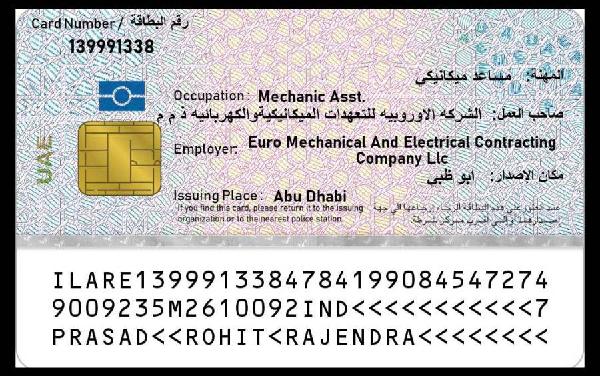 Card Number / رقم البطاقة
139991338
المهنة: مساعد ميكانيكي
Occupation: Mechanic Asst.
صاحب العمل: الشركه الاوروبيه للتعهدات الميكانيكيةوالكهربائيه ذ م م
Employer: Euro Mechanical And Electrical Contracting
Company Llc
مكان الاصدار: ابو ظبي
Issuing Place: Abu Dhabi
If you find this card, please return it to the issuing
organization or to the nearest police station.
UAE
ILARE1399913384784199084547274
9009235M2610092IND<<<<<<<<<<<7
PRASAD<<ROHIT<RAJENDRA<<<<<<<<